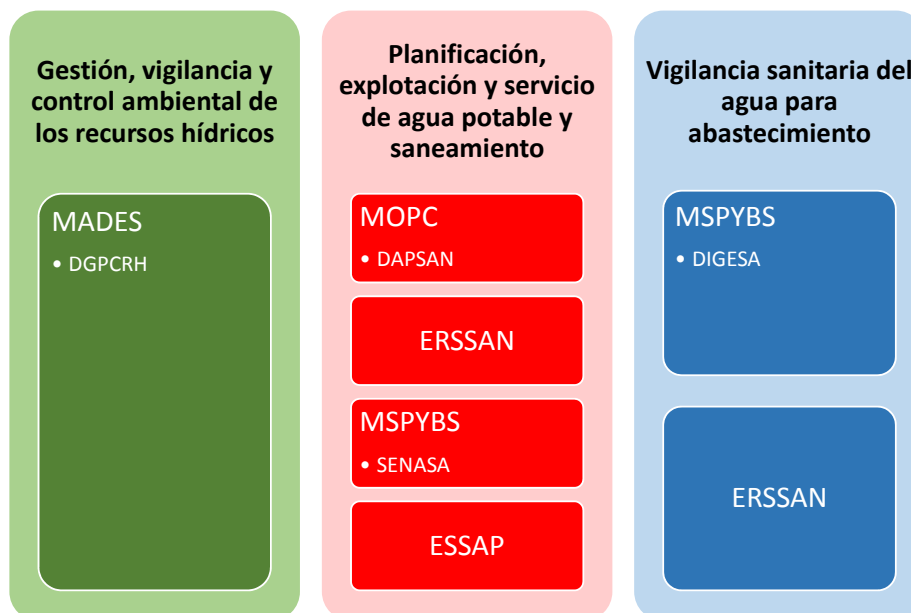 Gestión, vigilancia y
control ambiental de
los recursos hídricos
MADES
• DGPCRH
Planificación,
explotación y servicio
de agua potable y
saneamiento
MOPC
• DAPSAN
ERSSAN
MSPYBS
• SENASA
ESSAP
Vigilancia sanitaria del
agua para
abastecimiento
MSPYBS
• DIGESA
ERSSAN